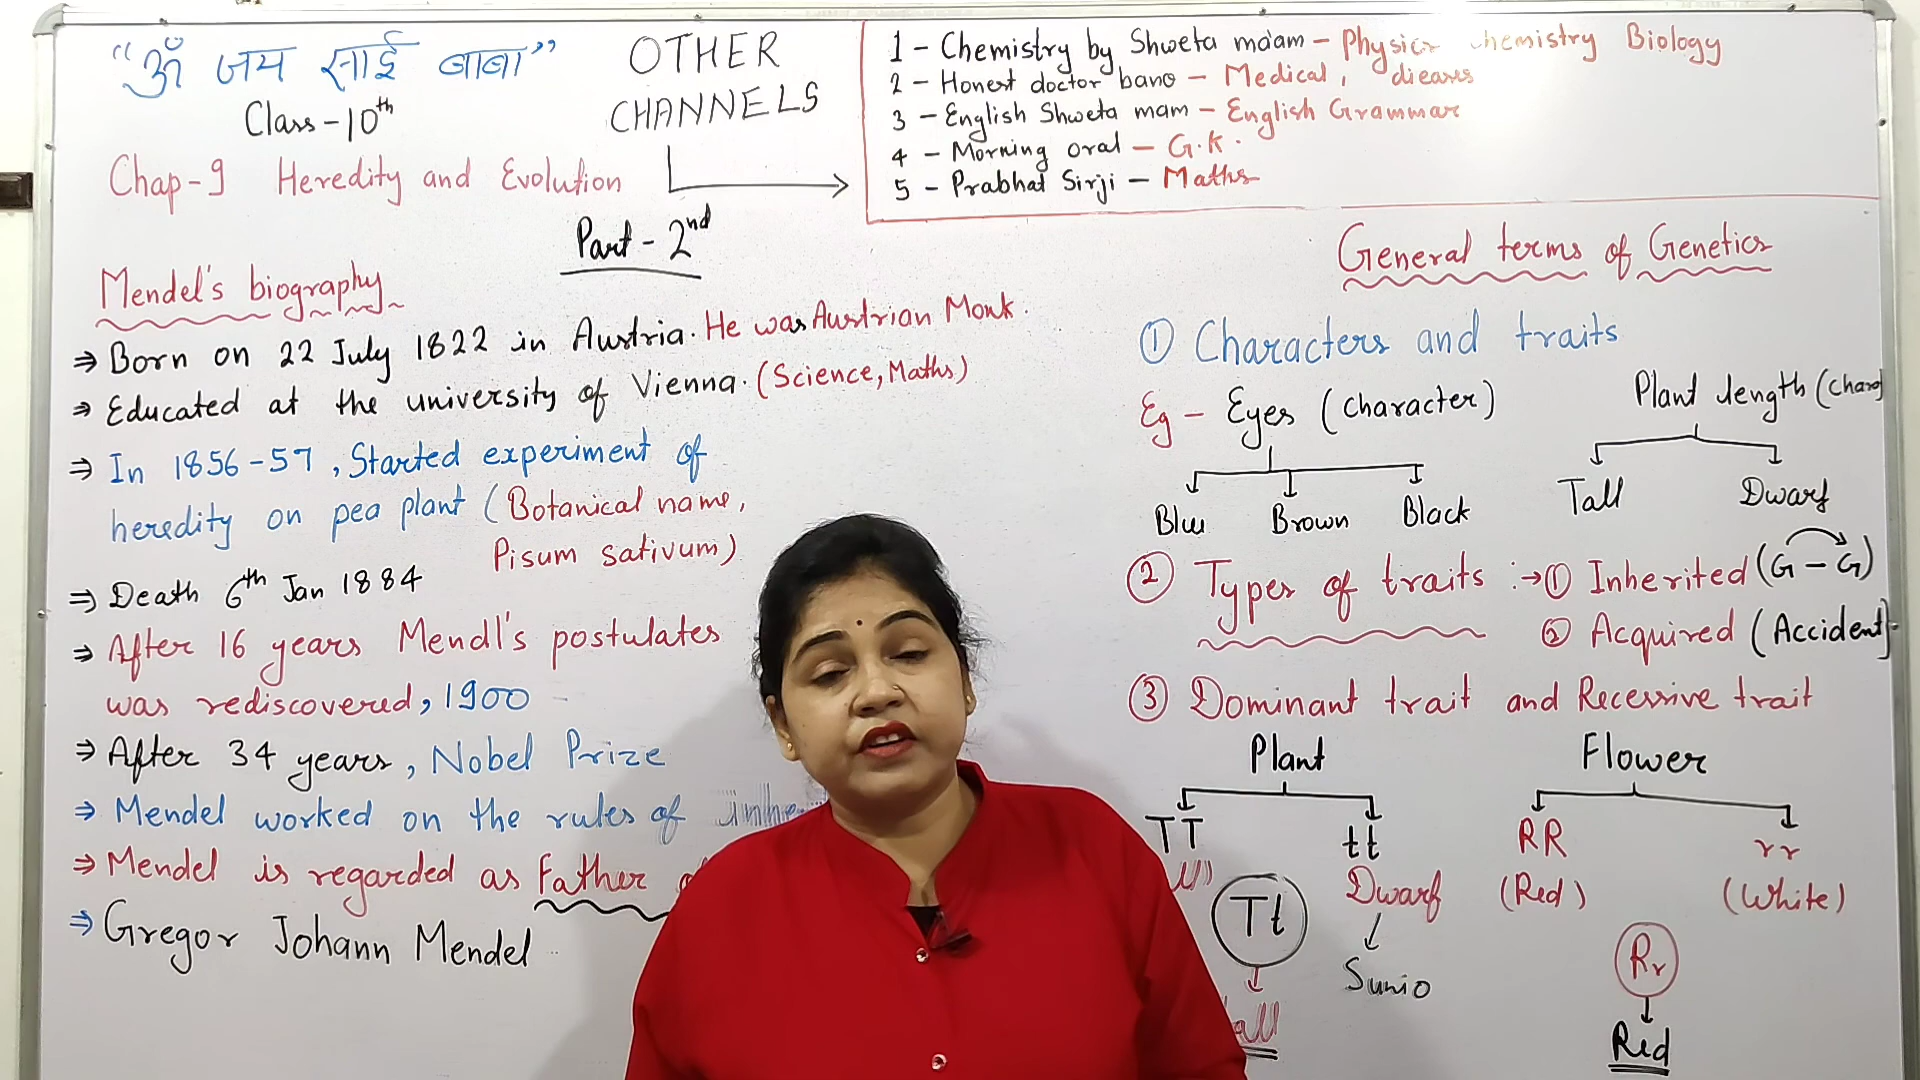 “ॐ जय साई बाबा”
Class-10th
Chap-9 Heredity and Evolution
OTHER
CHANNELS
1 - Chemistry by Shweta ma'am - Physics Chemistry Biology
2 - Honest doctor bano - Medical, dieases
3 - English Shweta mam - English Grammar
4 - Morning oral - G.K.
5 - Prabhat Sirji - Maths
Part - 2nd
Mendel's biography
⇒ Born on 22 July 1822 in Austria. He was Austrian Monk.
⇒ Educated at the university of Vienna. (Science, Maths)
⇒ In 1856-57, Started experiment of
heredity on pea plant (Botanical name,
Pisum sativum)
⇒ Death 6th Jan 1884
⇒ After 16 years Mendl's postulates
was rediscovered, 1900
⇒ After 34 years, Nobel Prize
⇒ Mendel worked on the rules of
⇒ Mendel is regarded as Father
⇒ Gregor Johann Mendel
General terms of Genetics
① Characters and traits
Eg - Eyes (character)
Blue Brown Black
Plant length (Char)
Tall Dwarf
② Types of traits :→ ① Inherited (G - G)
② Acquired (Accident)
③ Dominant trait and Recessive trait
Plant
TT tt
Dwarf
Tt
Flower
RR rr
(Red) (White)
Rr
Red